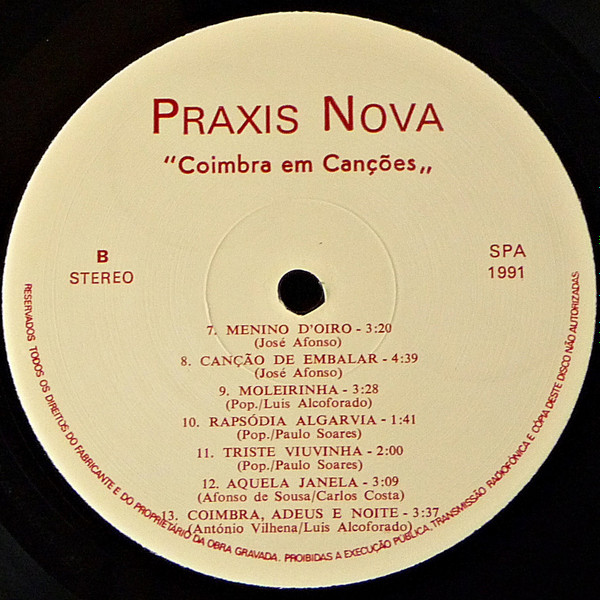 PRAXIS NOVA
"Coimbra em Canções„
B
STEREO
SPA
1991
7. MENINO D'OIRO - 3:20
(José Afonso)
8. CANÇÃO DE EMBALAR - 4:39
(José Afonso)
9. MOLEIRINHA - 3:28
(Pop./Luis Alcoforado)
10. RAPSÓDIA ALGARVIA - 1:41
(Pop./Paulo Soares)
11. TRISTE VIUVINHA - 2:00
(Pop./Paulo Soares)
12. AQUELA JANELA - 3:09
(Afonso de Sousa/Carlos Costa)
13. COIMBRA, ADEUS E NOITE - 3:37
(António Vilhena/Luis Alcoforado)
RESERVADOS TODOS OS DIREITOS DO FABRICANTE E DO PROPRIETÁRIO DA OBRA GRAVADA. PROIBIDAS A EXECUÇÃO PÚBLICA, TRANSMISSÃO RADIOFÓNICA E CÓPIA DESTE DISCO NÃO AUTORIZADAS